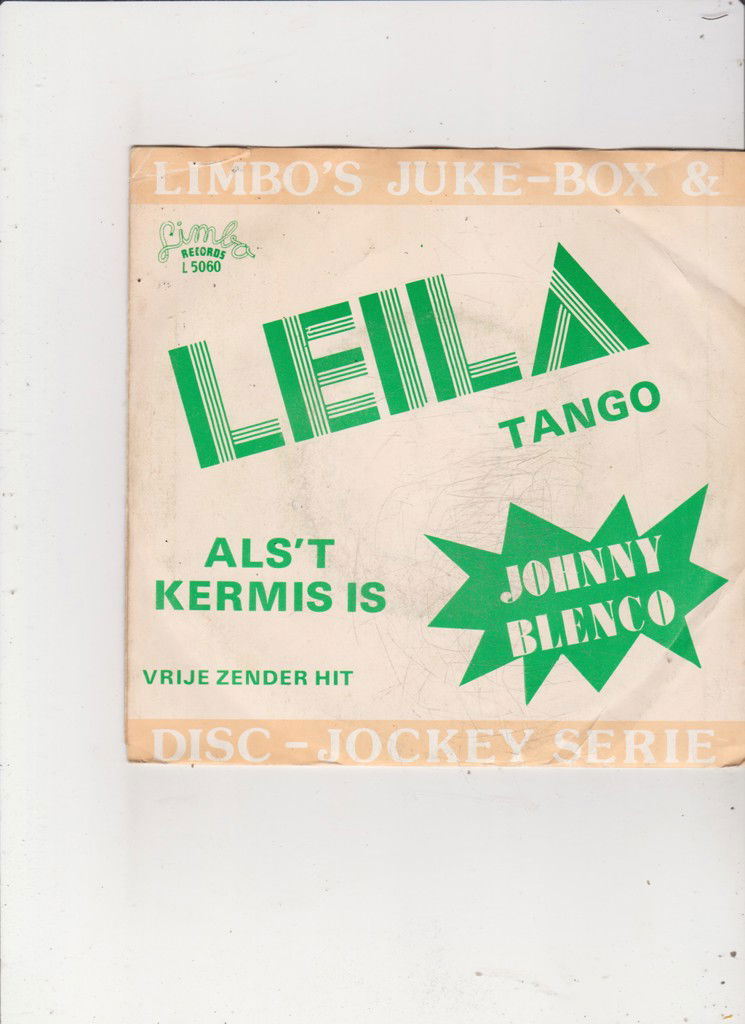 LIMBO'S JUKE-BOX &
Limbo
RECORDS
L 5060
LEILA
TANGO
ALS'T
KERMIS IS
JOHNNY
BLENCO
VRIJE ZENDER HIT
DISC - JOCKEY SERIE